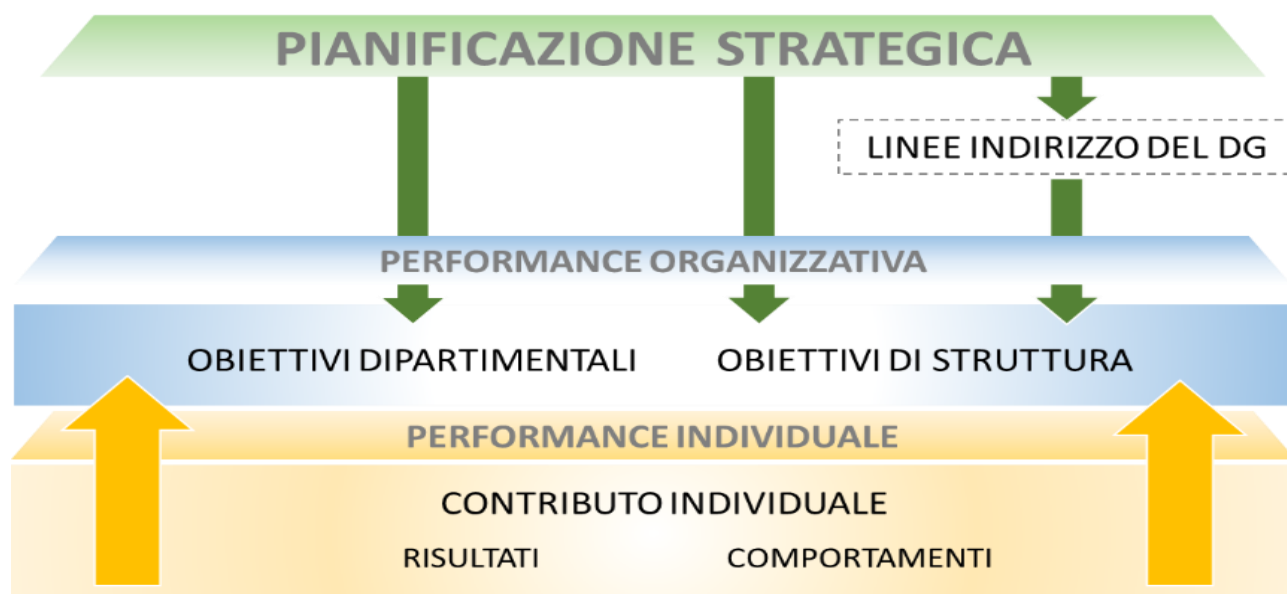 PIANIFICAZIONE STRATEGICA
LINEE INDIRIZZO DEL DG
PERFORMANCE ORGANIZZATIVA
OBIETTIVI DIPARTIMENTALI
OBIETTIVI DI STRUTTURA
PERFORMANCE INDIVIDUALE
CONTRIBUTO INDIVIDUALE
RISULTATI
COMPORTAMENTI